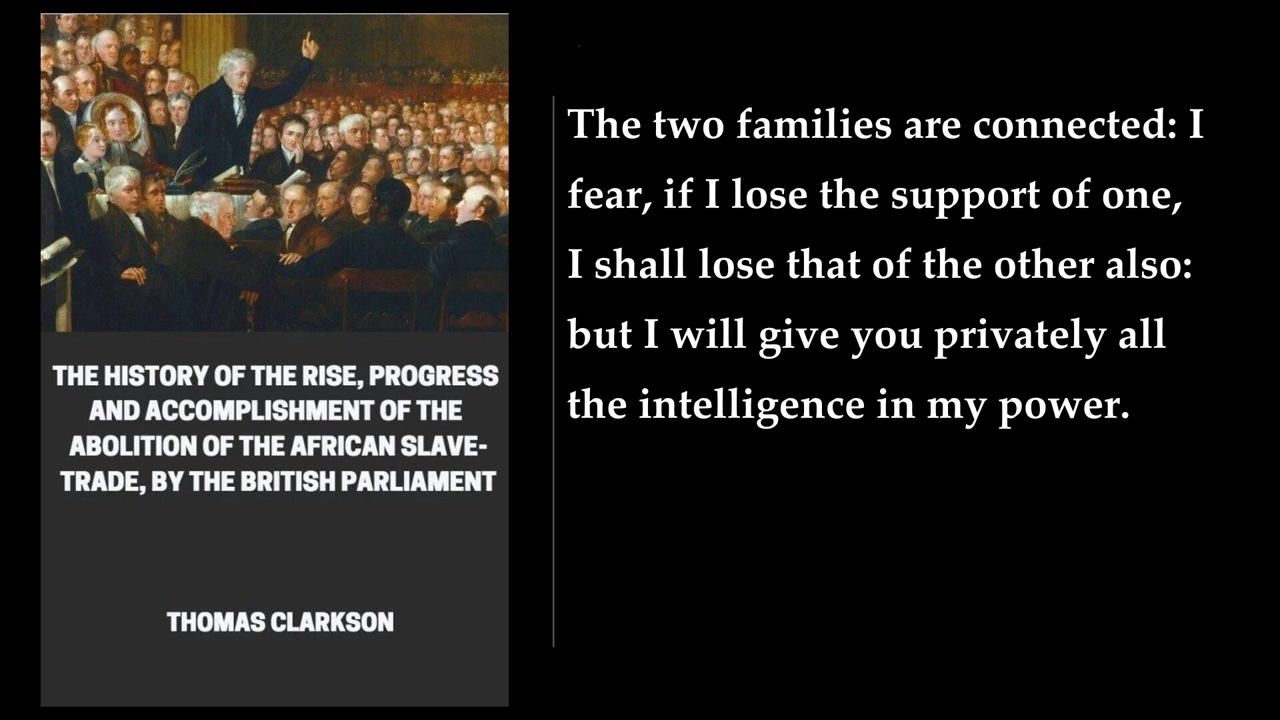 THE HISTORY OF THE RISE, PROGRESS
AND ACCOMPLISHMENT OF THE
ABOLITION OF THE AFRICAN SLAVE-
TRADE, BY THE BRITISH PARLIAMENT
THOMAS CLARKSON
The two families are connected: I
fear, if I lose the support of one,
I shall lose that of the other also:
but I will give you privately all
the intelligence in my power.